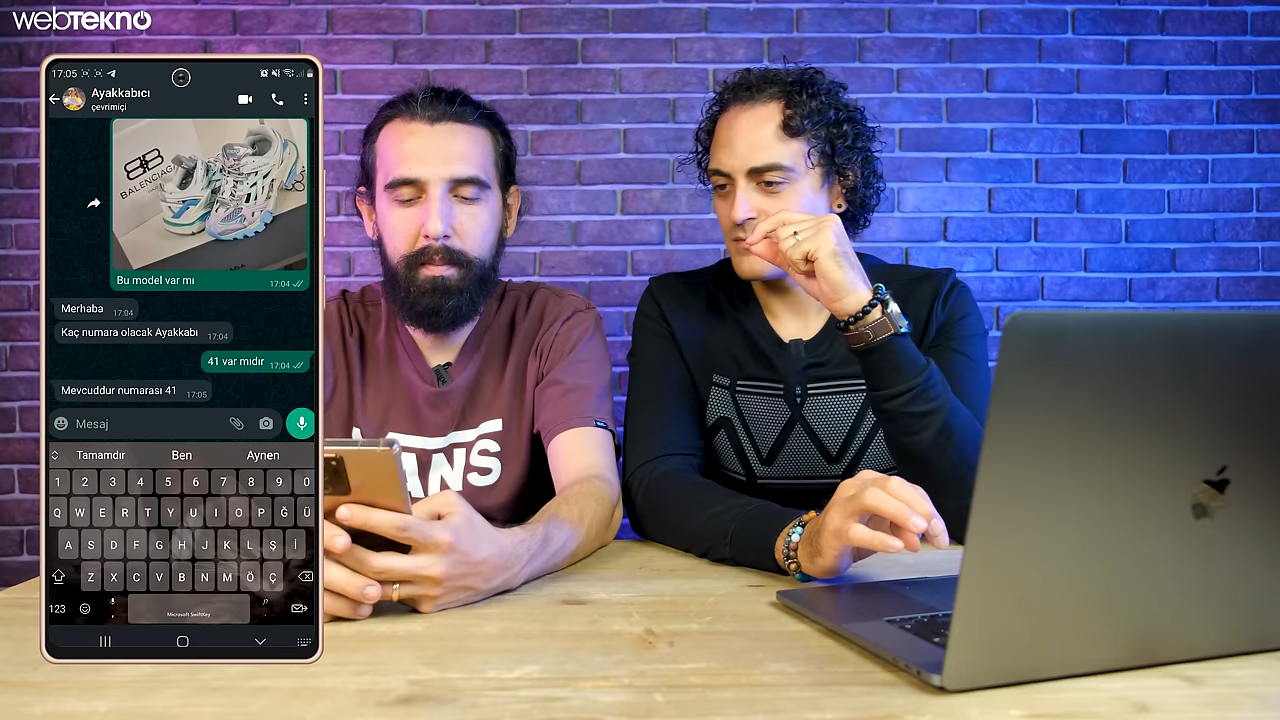 webTEKNO
17:05
Ayakkabıcı
çevrimiçi
BALENCIAGA
Bu model var mı
17:04
Merhaba 17:04
Kaç numara olacak Ayakkabı 17:04
41 var mıdır 17:04
Mevcuddur numarası 41 17:05
Mesaj
Tamamdır Ben Aynen
1 2 3 4 5 6 7 8 9 0
Q W E R T Y U I O P Ğ Ü
A S D F G H J K L Ş İ
Z X C V B N M Ö Ç
123 , Microsoft SwiftKey .
ANS